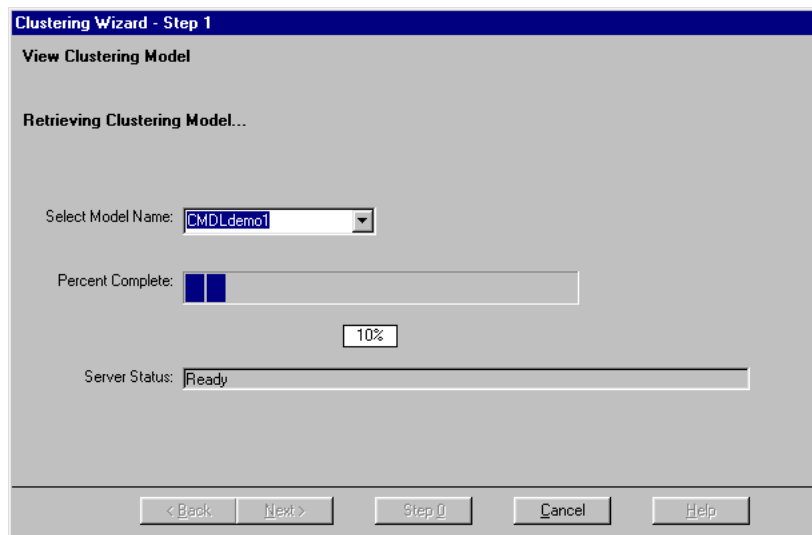 Clustering Wizard - Step 1
View Clustering Model
Retrieving Clustering Model...
Select Model Name: CMDLdemo1
Percent Complete:
10%
Server Status: Ready
< Back Next > Step 0 Cancel Help